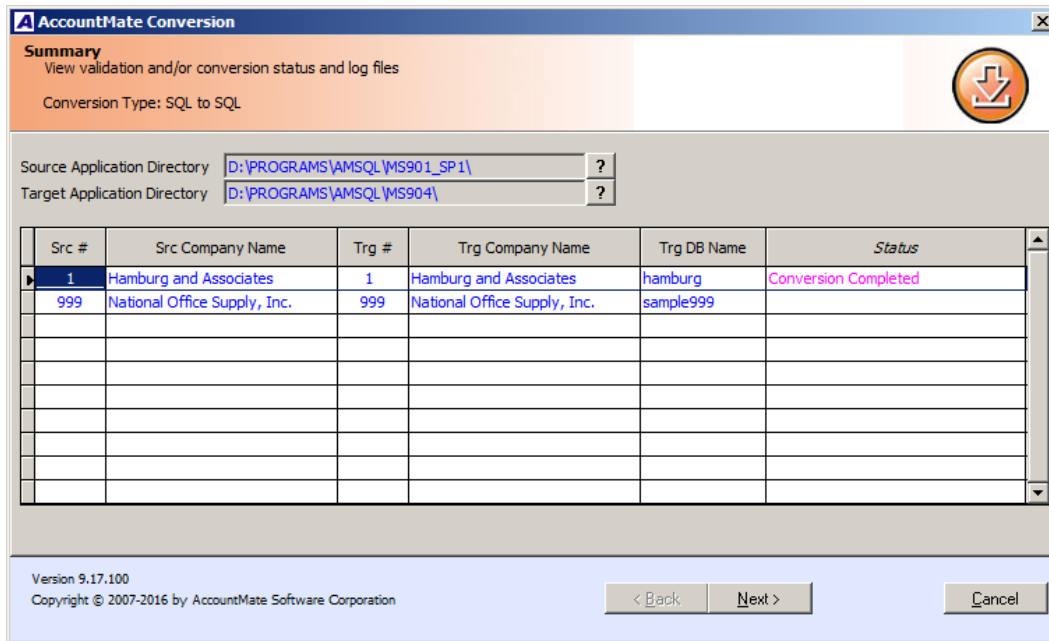 AccountMate Conversion
Summary
View validation and/or conversion status and log files
Conversion Type: SQL to SQL
Source Application Directory D:\PROGRAMS\AMSQL\MS901_SP1\ ?
Target Application Directory D:\PROGRAMS\AMSQL\MS904\ ?
Src # Src Company Name Trg # Trg Company Name Trg DB Name Status
1 Hamburg and Associates 1 Hamburg and Associates hamburg Conversion Completed
999 National Office Supply, Inc. 999 National Office Supply, Inc. sample999
Version 9.17.100
Copyright © 2007-2016 by AccountMate Software Corporation
< Back Next > Cancel